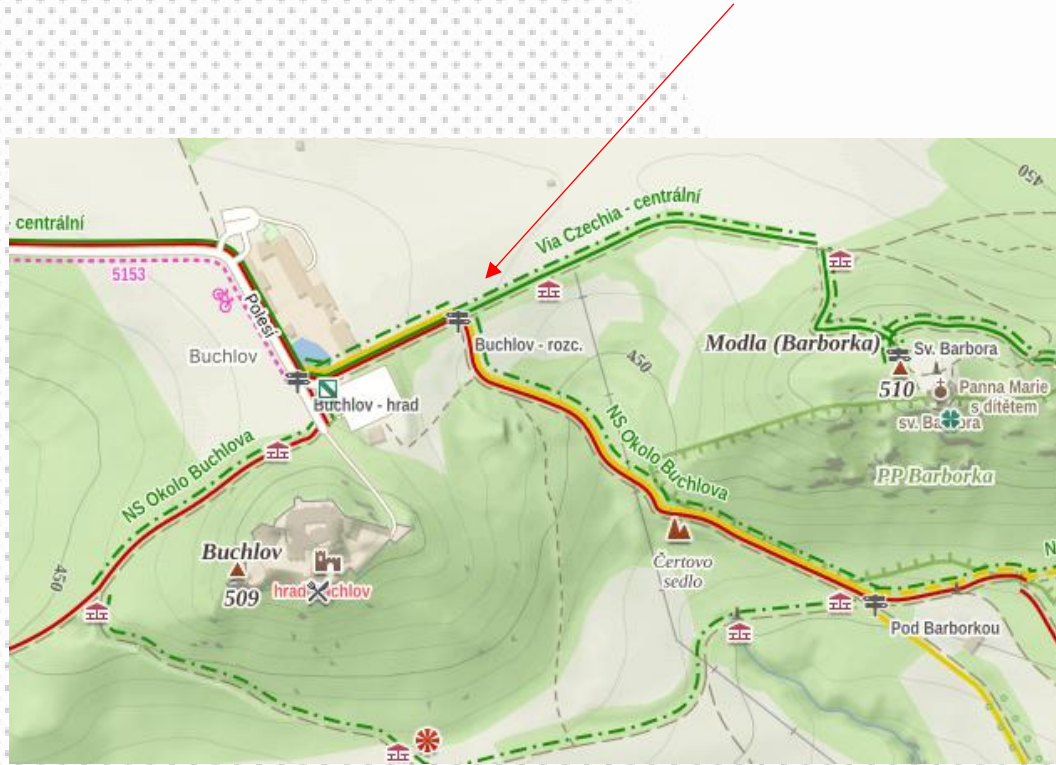 450
centrální
Via Czechia - centrální
5153
Polesí
Buchlov - rozc.
Modla (Barborka)
Sv. Barbora
Buchlov
450
510
Panna Marie
s dítětem
Buchlov - hrad
sv. Barbora
NS Okolo Buchlova
NS Okolo Buchlova
PP Barborka
Buchlov
Čertovo
sedlo
450
509
hrad Buchlov
N
Pod Barborkou